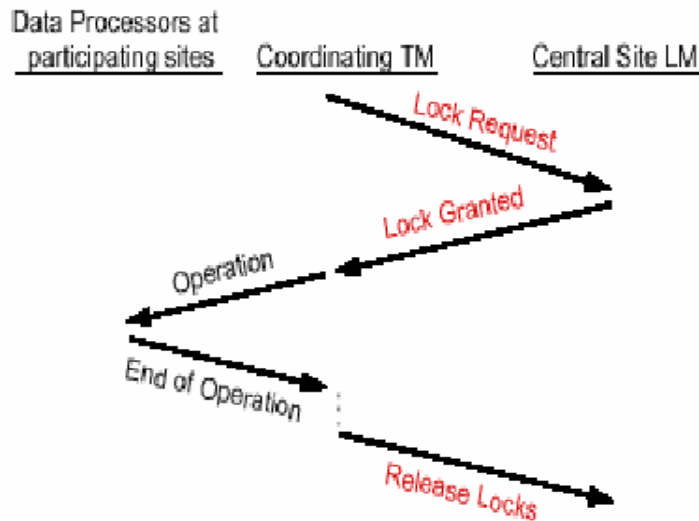 Data Processors at
participating sites
Coordinating TM
Central Site LM
Lock Request
Lock Granted
Operation
End of Operation
Release Locks